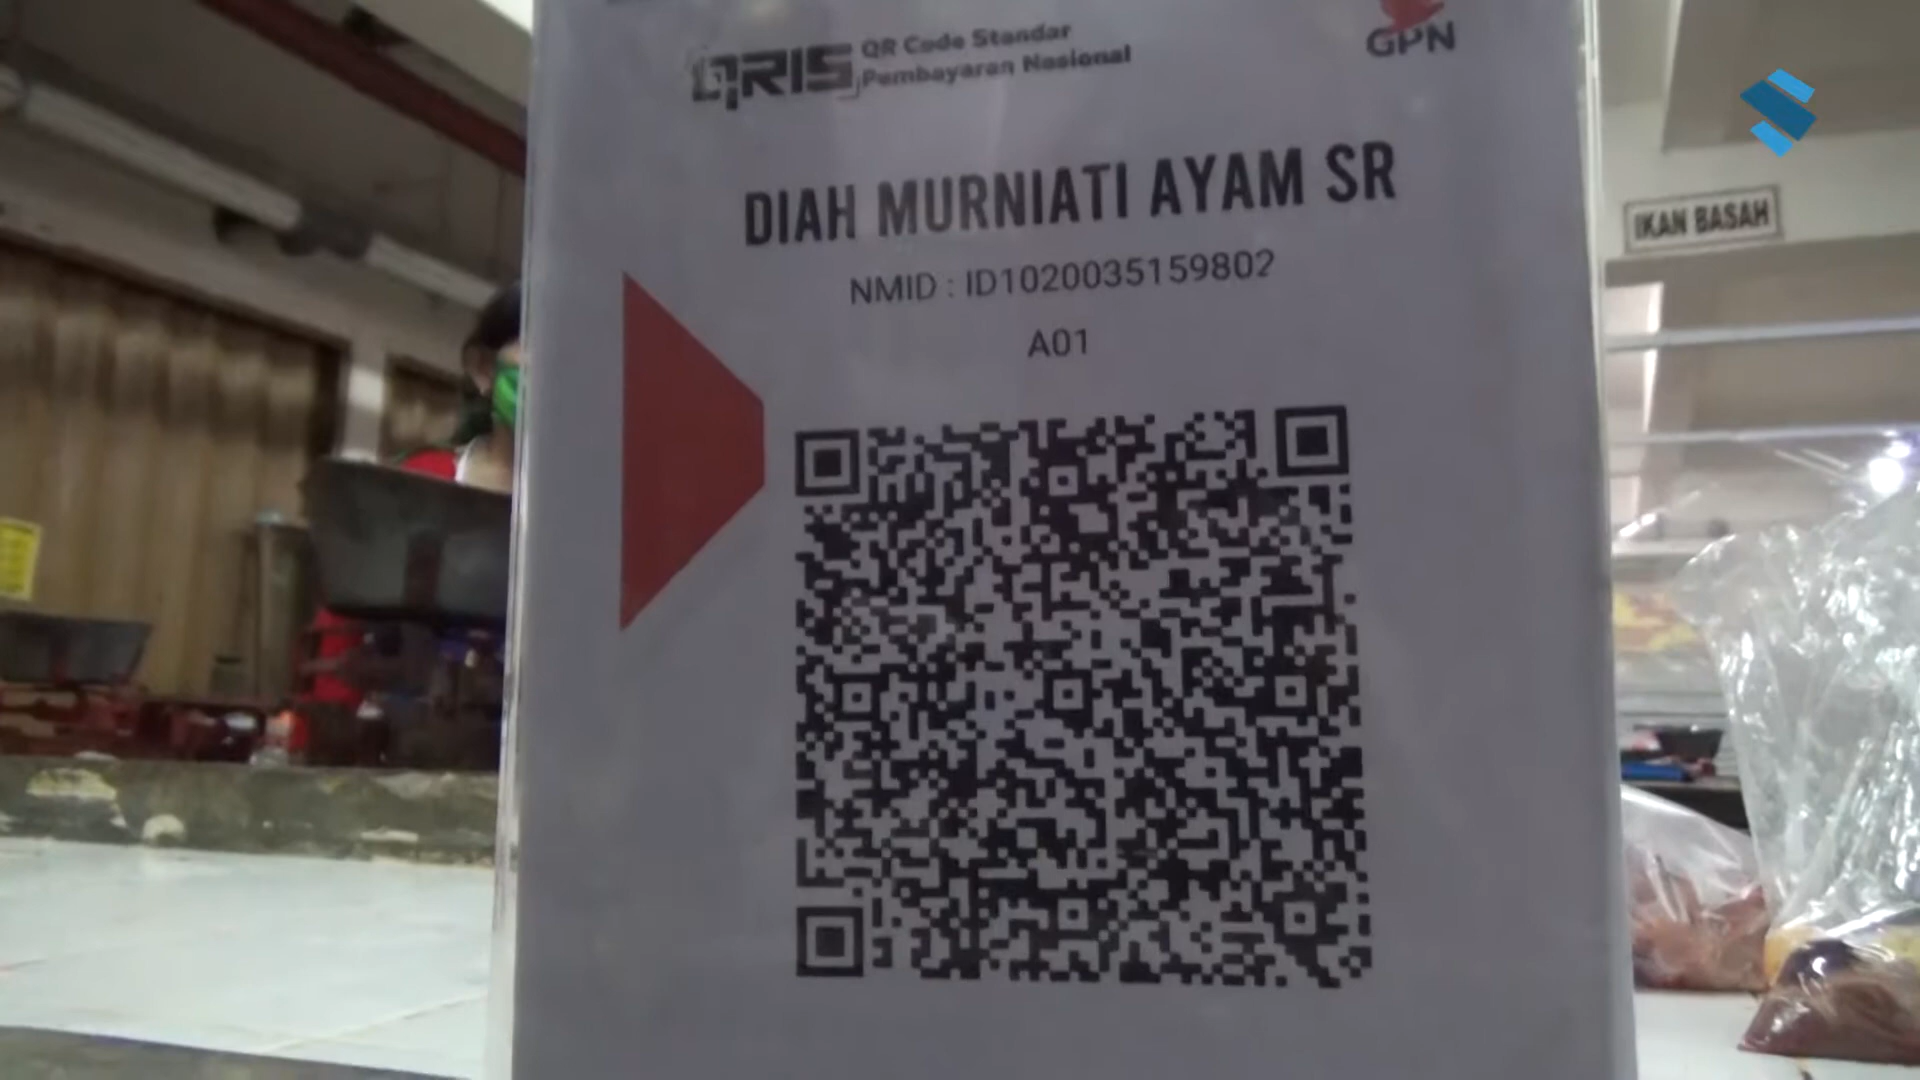 QRIS QR Code Standar
Pembayaran Nasional
GPN
DIAH MURNIATI AYAM SR
NMID : ID1020035159802
A01
IKAN BASAH